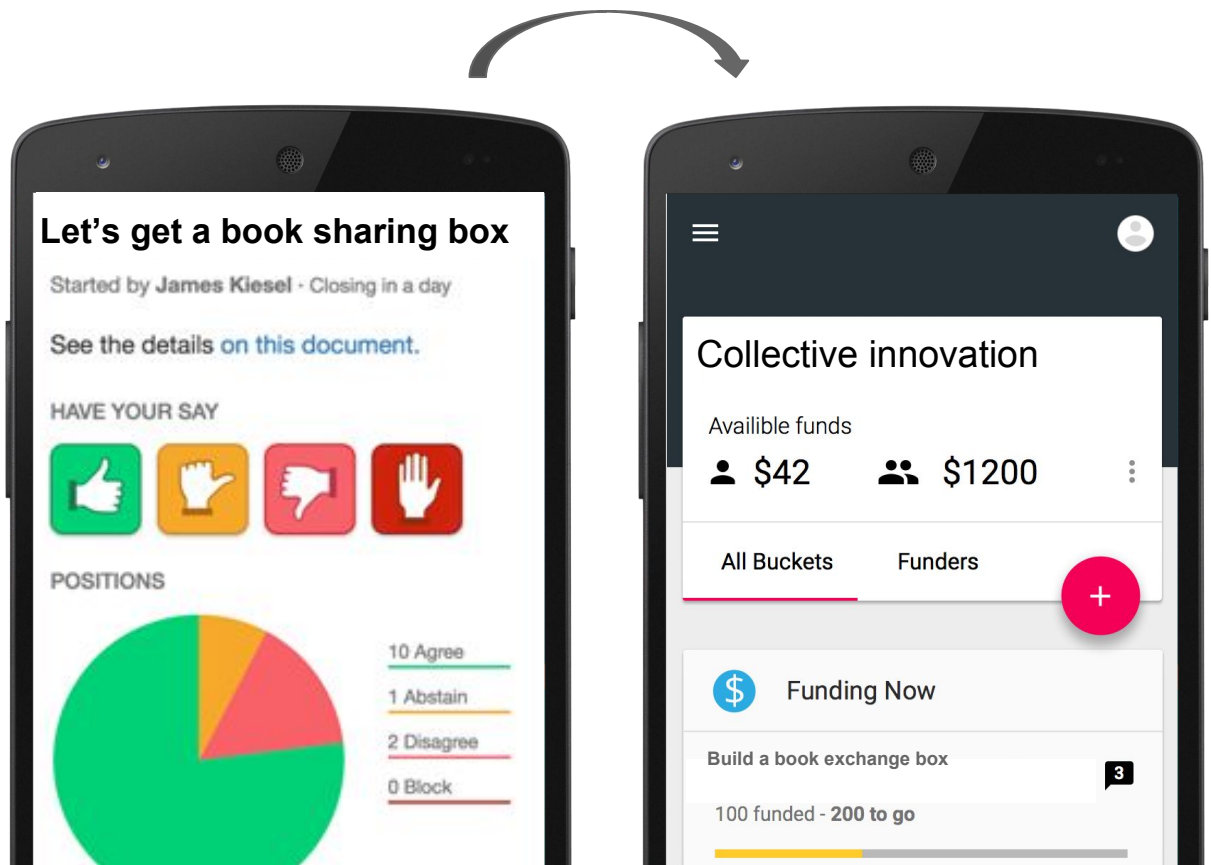 Let's get a book sharing box
Started by James Kiesel · Closing in a day
See the details on this document.
HAVE YOUR SAY
POSITIONS
10 Agree
1 Abstain
2 Disagree
0 Block
Collective innovation
Availible funds
$42 $1200
All Buckets Funders
+
$ Funding Now
Build a book exchange box
3
100 funded - 200 to go